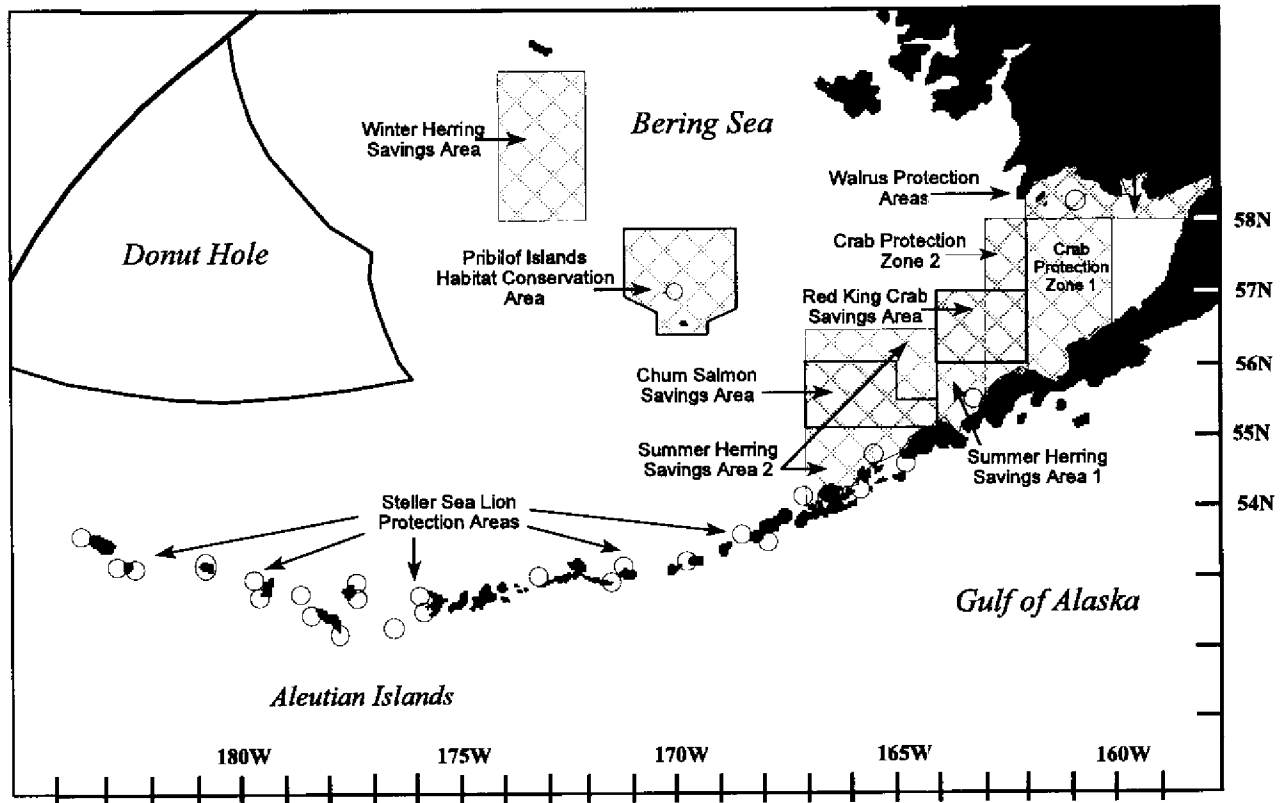 Winter Herring
Savings Area
Bering Sea
Walrus Protection
Areas
58N
Donut Hole
Crab Protection
Zone 2
Crab
Protection
Zone 1
Pribilof Islands
Habitat Conservation
Area
Red King Crab
Savings Area
57N
56N
Chum Salmon
Savings Area
55N
Summer Herring
Savings Area 2
Summer Herring
Savings Area 1
54N
Steller Sea Lion
Protection Areas
Gulf of Alaska
Aleutian Islands
180W
175W
170W
165W
160W